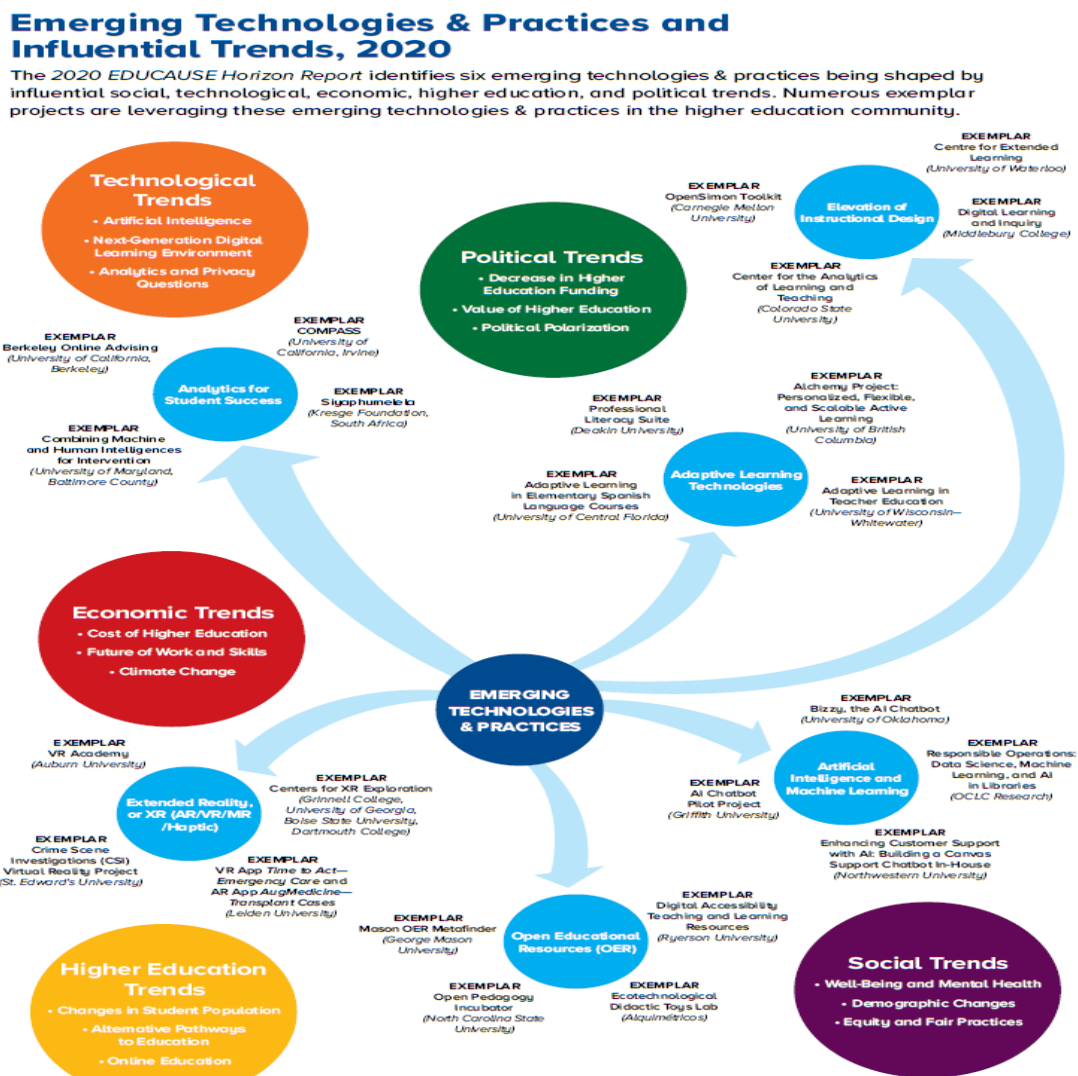 Emerging Technologies & Practices and
Influential Trends, 2020
The 2020 EDUCAUSE Horizon Report identifies six emerging technologies & practices being shaped by
influential social, technological, economic, higher education, and political trends. Numerous exemplar
projects are leveraging these emerging technologies & practices in the higher education community.
Technological
Trends
• Artificial Intelligence
• Next-Generation Digital
Learning Environment
• Analytics and Privacy
Questions
Political Trends
• Decrease in Higher
Education Funding
• Value of Higher Education
• Political Polarization
EXEMPLAR
OpenSimon Toolkit
(Carnegie Mellon
University)
Elevation of
Instructional Design
EXEMPLAR
Centre for Extended
Learning
(University of Waterloo)
EXEMPLAR
Digital Learning
and Inquiry
(Middlebury College)
EXEMPLAR
Center for the Analytics
of Learning and
Teaching
(Colorado State
University)
EXEMPLAR
Berkeley Online Advising
(University of California,
Berkeley)
EXEMPLAR
COMPASS
(University of
California, Irvine)
Analytics for
Student Success
EXEMPLAR
Siyaphumelela
(Kresge Foundation,
South Africa)
EXEMPLAR
Combining Machine
and Human Intelligences
for Intervention
(University of Maryland,
Baltimore County)
EXEMPLAR
Professional
Literacy Suite
(Deakin University)
EXEMPLAR
Alchemy Project:
Personalized, Flexible,
and Scalable Active
Learning
(University of British
Columbia)
Adaptive Learning
Technologies
EXEMPLAR
Adaptive Learning
in Elementary Spanish
Language Courses
(University of Central Florida)
EXEMPLAR
Adaptive Learning in
Teacher Education
(University of Wisconsin–
Whitewater)
Economic Trends
• Cost of Higher Education
• Future of Work and Skills
• Climate Change
EMERGING
TECHNOLOGIES
& PRACTICES
EXEMPLAR
VR Academy
(Auburn University)
Extended Reality,
or XR (AR/VR/MR
/Haptic)
EXEMPLAR
Centers for XR Exploration
(Grinnell College,
University of Georgia,
Boise State University,
Dartmouth College)
EXEMPLAR
Crime Scene
Investigations (CSI)
Virtual Reality Project
(St. Edward's University)
EXEMPLAR
VR App Time to Act—
Emergency Care and
AR App AugMedicine—
Transplant Cases
(Leiden University)
EXEMPLAR
Bizzy, the AI Chatbot
(University of Oklahoma)
Artificial
Intelligence and
Machine Learning
EXEMPLAR
Responsible Operations:
Data Science, Machine
Learning, and AI
in Libraries
(OCLC Research)
EXEMPLAR
AI Chatbot
Pilot Project
(Griffith University)
EXEMPLAR
Enhancing Customer Support
with AI: Building a Canvas
Support Chatbot In-House
(Northwestern University)
EXEMPLAR
Mason OER Metafinder
(George Mason
University)
Open Educational
Resources (OER)
EXEMPLAR
Digital Accessibility
Teaching and Learning
Resources
(Ryerson University)
EXEMPLAR
Open Pedagogy
Incubator
(North Carolina State
University)
EXEMPLAR
Ecotechnological
Didactic Toys Lab
(Alquimétricos)
Higher Education
Trends
• Changes in Student Population
• Alternative Pathways
to Education
• Online Education
Social Trends
• Well-Being and Mental Health
• Demographic Changes
• Equity and Fair Practices